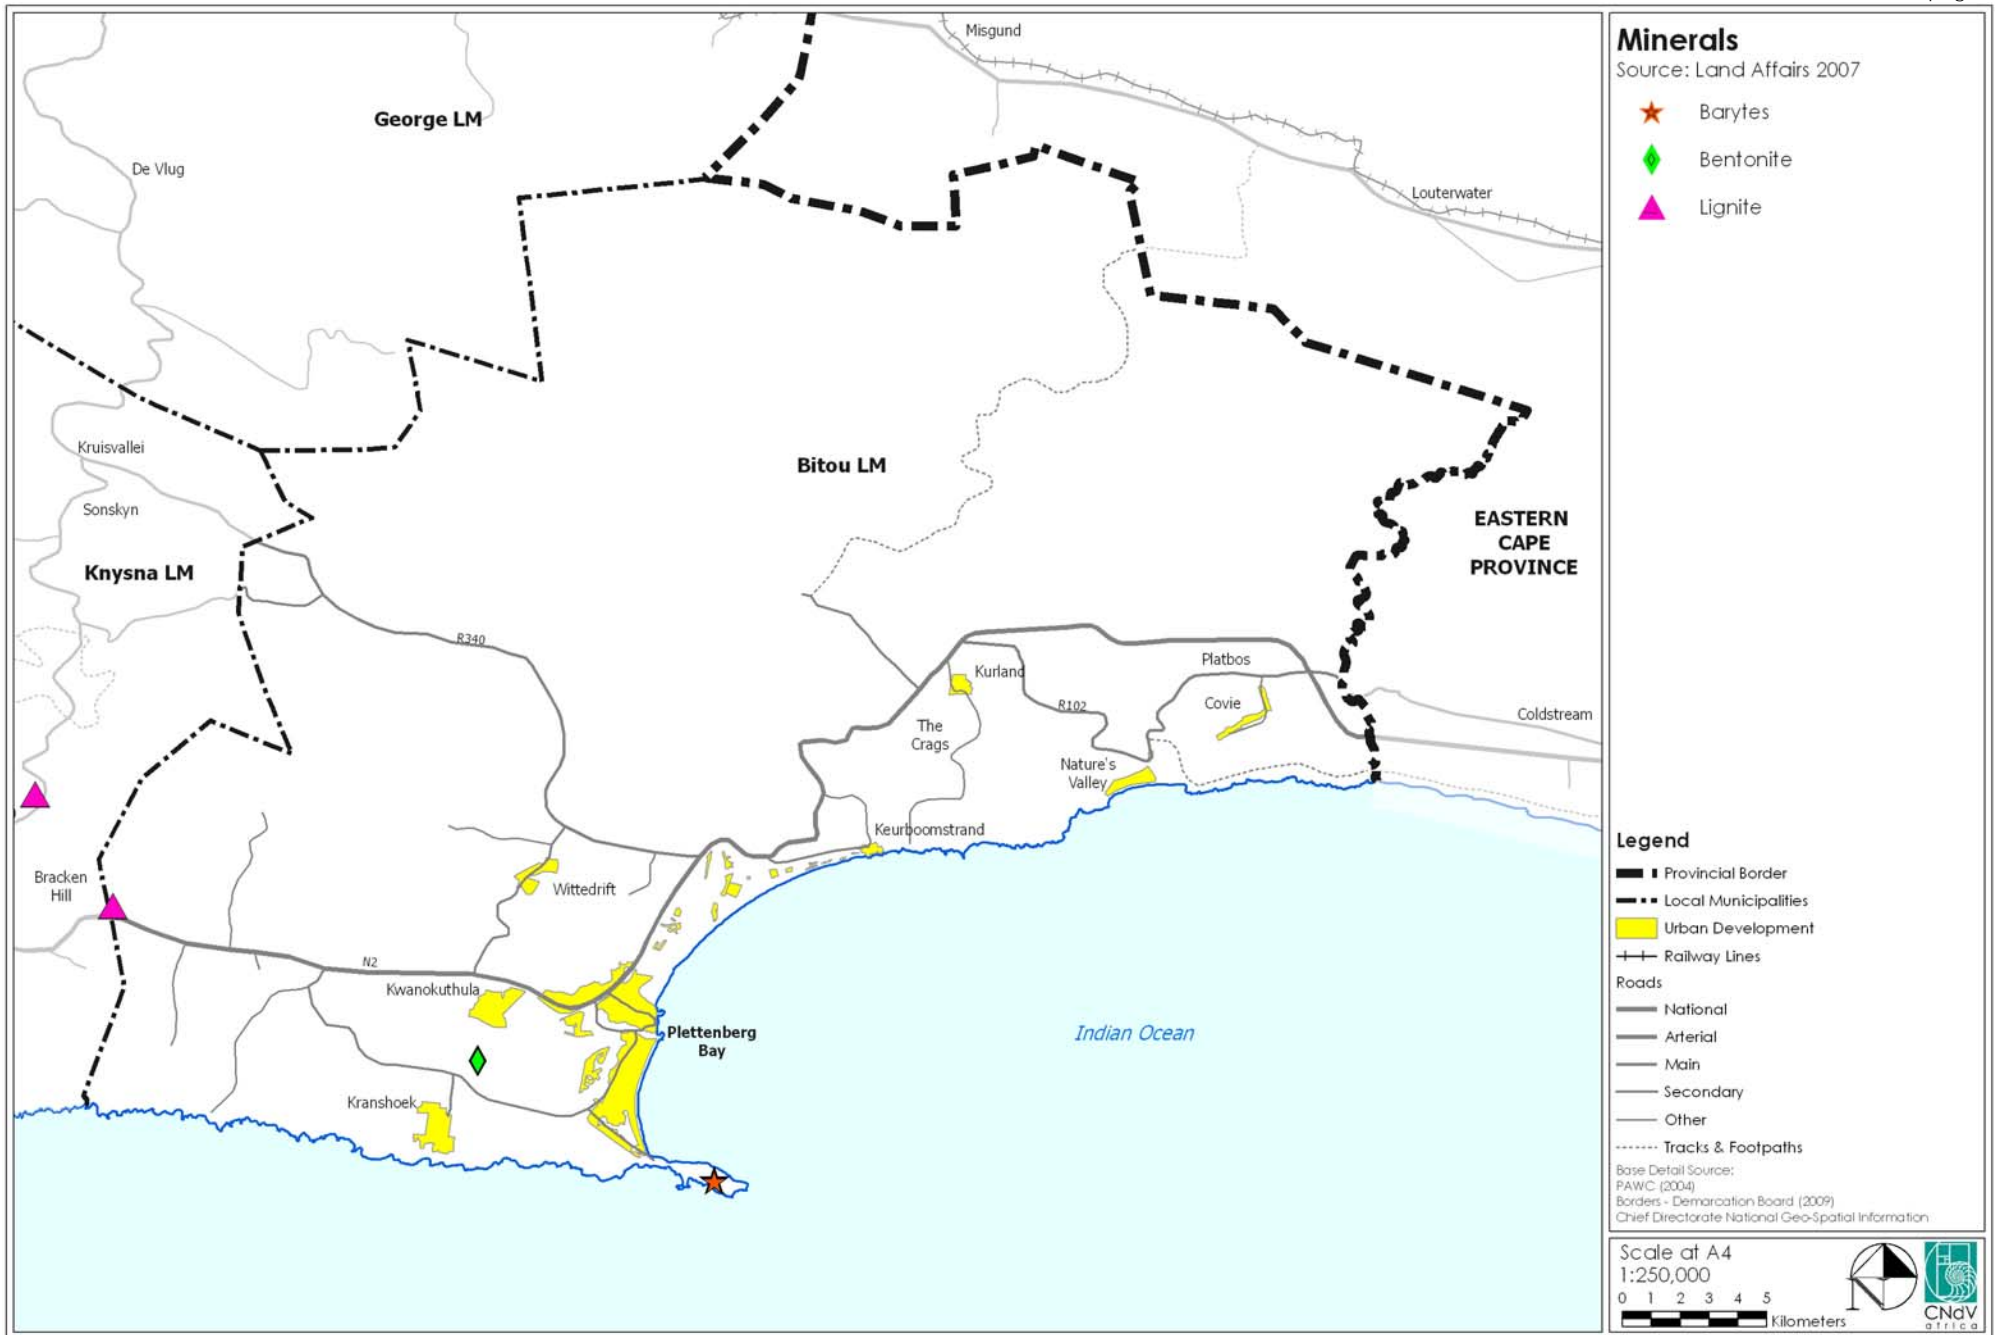 Misgund
George LM
De Vlug
Louterwater
Kruisvallei
Bitou LM
Sonskyn
EASTERN
CAPE
PROVINCE
Knysna LM
R340
Platbos
Kurland
Covie
R102
Coldstream
The
Crags
Nature's
Valley
Keurboomstrand
Bracken
Hill
Wittedrift
N2
Kwanokuthula
Plettenberg
Bay
Indian Ocean
Kranshoek
Minerals
Source: Land Affairs 2007
Barytes
Bentonite
Lignite
Legend
Provincial Border
Local Municipalities
Urban Development
Railway Lines
Roads
National
Arterial
Main
Secondary
Other
Tracks & Footpaths
Base Detail Source:
PAWC (2004)
Borders - Demarcation Board (2009)
Chief Directorate National Geo-Spatial Information
Scale at A4
1:250,000
0 1 2 3 4 5
Kilometers
N
CNdV
africa